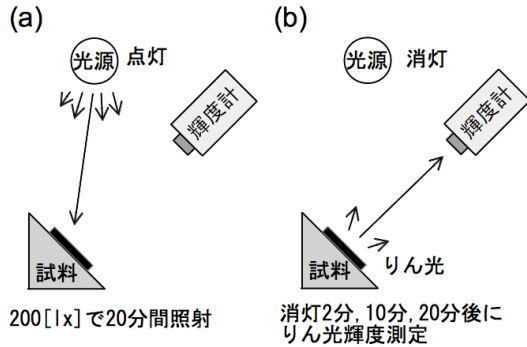 (a)
光源 点灯
輝度計
試料
200[lx]で20分間照射
(b)
光源 消灯
輝度計
試料
りん光
消灯2分,10分,20分後に
りん光輝度測定